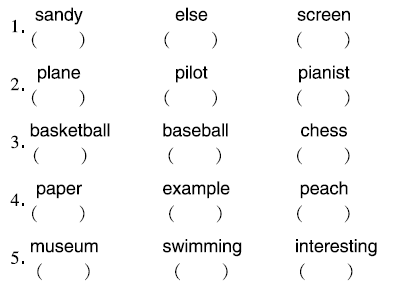 sandy else screen
1. ( ) ( ) ( )
plane pilot pianist
2. ( ) ( ) ( )
basketball baseball chess
3. ( ) ( ) ( )
paper example peach
4. ( ) ( ) ( )
museum swimming interesting
5. ( ) ( ) ( )